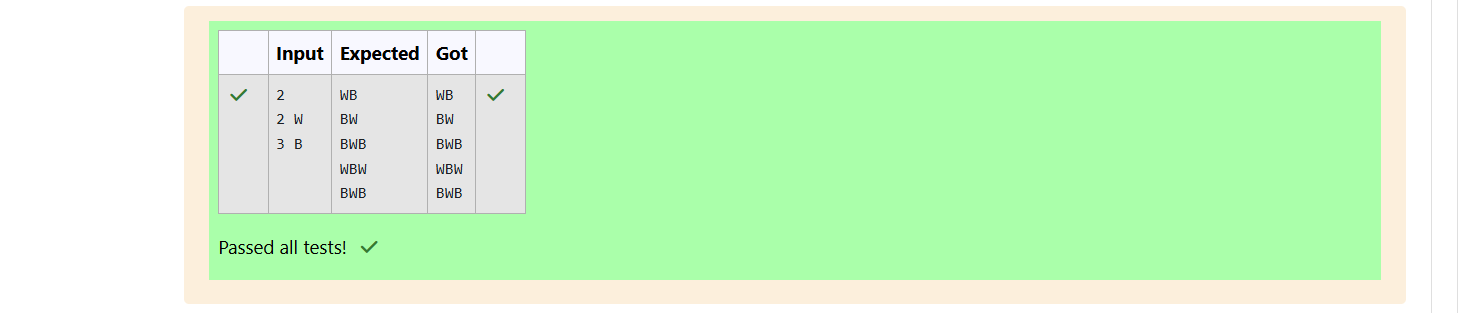 Input Expected Got
2 WB WB
2 W BW BW
3 B BWB BWB
WBW WBW
BWB BWB
Passed all tests!